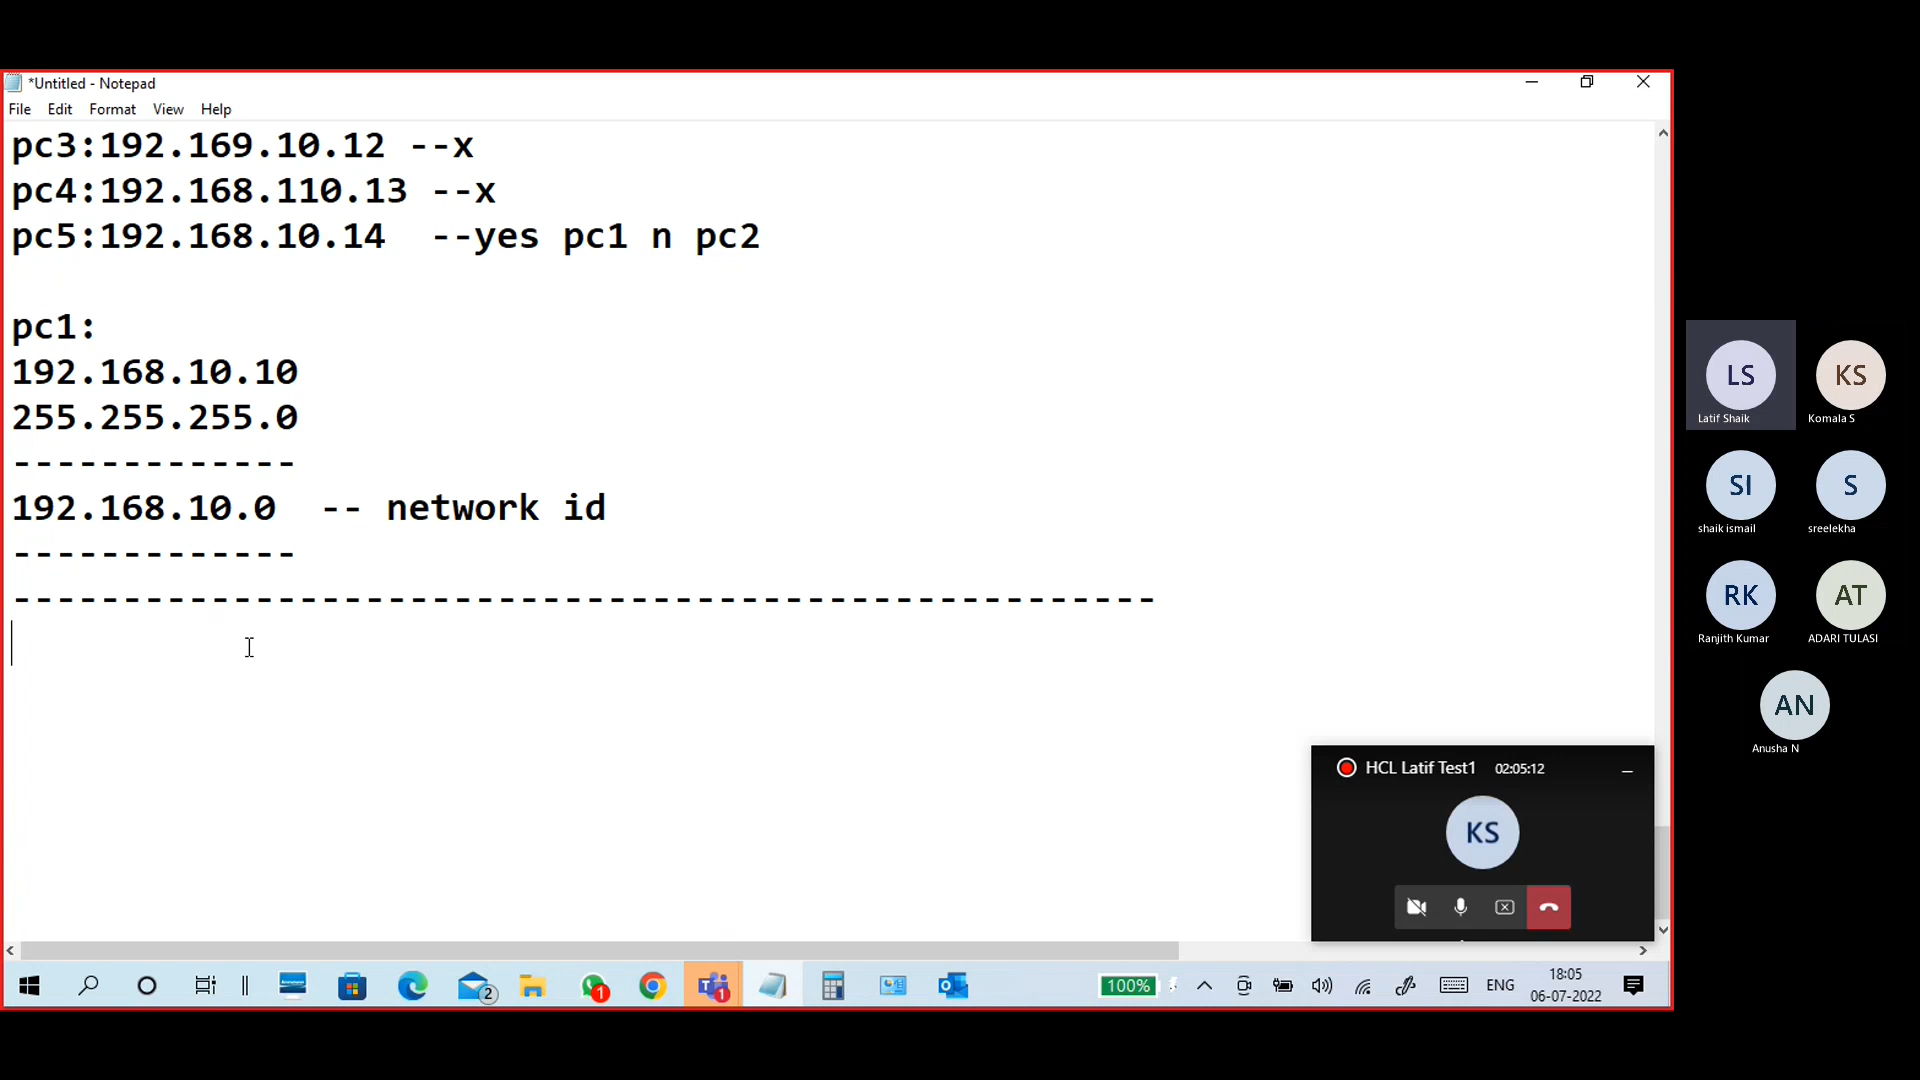 *Untitled - Notepad
File Edit Format View Help
pc3:192.169.10.12 --x
pc4:192.168.110.13 --x
pc5:192.168.10.14  --yes pc1 n pc2
pc1:
192.168.10.10
255.255.255.0
-------------
192.168.10.0  -- network id
-------------
----------------------------------------------------
LS
Latif Shaik
KS
Komala S
SI
shaik ismail
S
sreelekha
RK
Ranjith Kumar
AT
ADARI TULASI
AN
Anusha N
HCL Latif Test1 02:05:12
KS
2
1
1
100%
ENG
18:05
06-07-2022